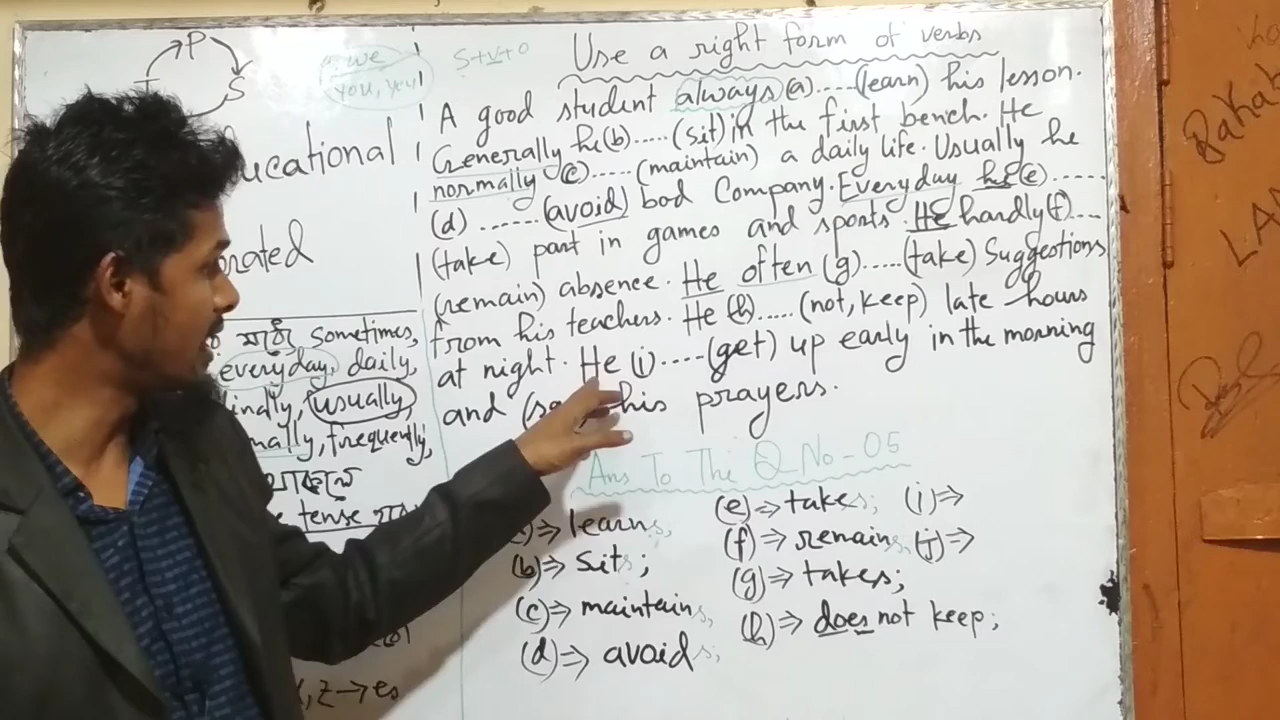 P
S
we
you, you
S+V+O
Use a right form of verbs
A good student always (a)....(learn) his lesson.
Generally he (b)..... (sit) in the first bench. He
normally (c)..... (maintain) a daily life. Usually he
(d) ...... (avoid) bad Company. Everyday he (e) ......
(take) part in games and sports. He handly (f)....
(remain) absence. He often (g).....(take) Suggestions
from his teachers. He (h)..... (not, keep) late hours
at night. He (i)....(get) up early in the morning
and his prayers.
Ans To The Q No-05
learns;
(b)⇒ sits;
(c)⇒ maintains,
(d)⇒ avoids;
(e)⇒ takes;
(f)⇒ remains,
(g)⇒ takes;
(h)⇒ does not keep;
(i)⇒
(j)⇒
ucational
rated
sometimes,
everyday, daily,
usually,
mally, frequently,
tense
z → es